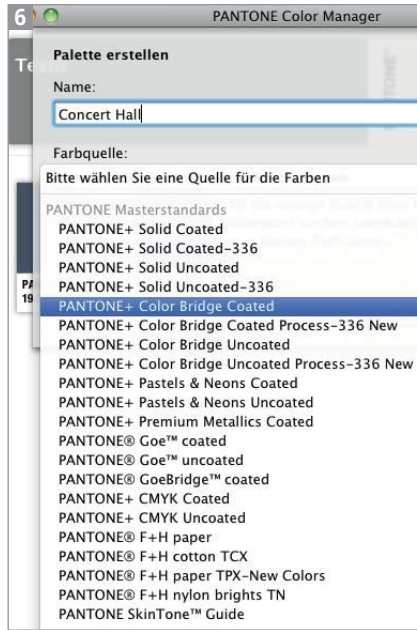 6
PANTONE Color Manager
Palette erstellen
Name:
Concert Hall
Farbquelle:
Bitte wählen Sie eine Quelle für die Farben
PANTONE Masterstandards
PANTONE+ Solid Coated
PANTONE+ Solid Coated-336
PANTONE+ Solid Uncoated
PANTONE+ Solid Uncoated-336
PANTONE+ Color Bridge Coated
PANTONE+ Color Bridge Coated Process-336 New
PANTONE+ Color Bridge Uncoated
PANTONE+ Color Bridge Uncoated Process-336 New
PANTONE+ Pastels & Neons Coated
PANTONE+ Pastels & Neons Uncoated
PANTONE+ Premium Metallics Coated
PANTONE® Goe™ coated
PANTONE® Goe™ uncoated
PANTONE® GoeBridge™ coated
PANTONE+ CMYK Coated
PANTONE+ CMYK Uncoated
PANTONE® F+H paper
PANTONE® F+H cotton TCX
PANTONE® F+H paper TPX-New Colors
PANTONE® F+H nylon brights TN
PANTONE SkinTone™ Guide